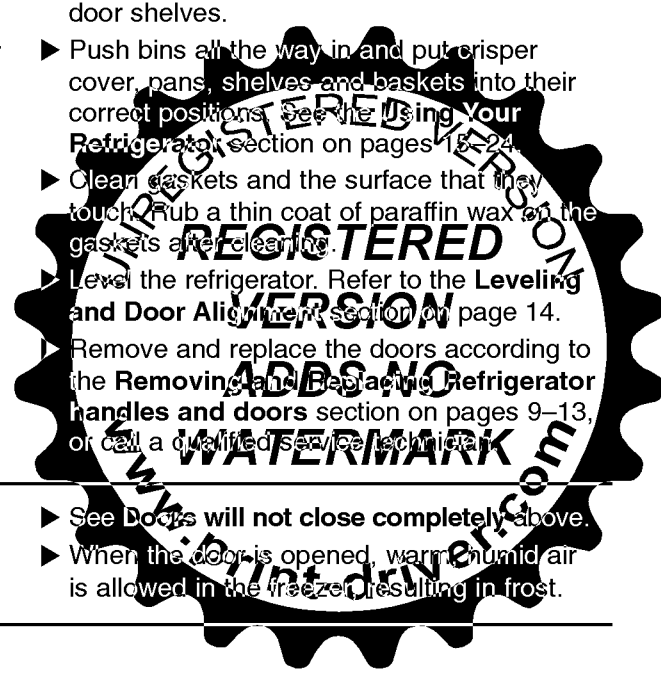 door shelves.
▶ Push bins all the way in and put crisper
cover, pans, shelves and baskets into their
correct positions. See the Using Your
Refrigerator section on pages 15–24.
▶ Clean gaskets and the surface that they
touch. Rub a thin coat of paraffin wax on the
gaskets after cleaning.
▶ Level the refrigerator. Refer to the Leveling
and Door Alignment section on page 14.
▶ Remove and replace the doors according to
the Removing and Replacing Refrigerator
handles and doors section on pages 9–13,
or call a qualified service technician.
▶ See Doors will not close completely above.
▶ When the door is opened, warm, humid air
is allowed in the freezer, resulting in frost.
UNREGISTERED VERSION
REGISTERED
VERSION
ADDS NO
WATERMARK
www.print-driver.com